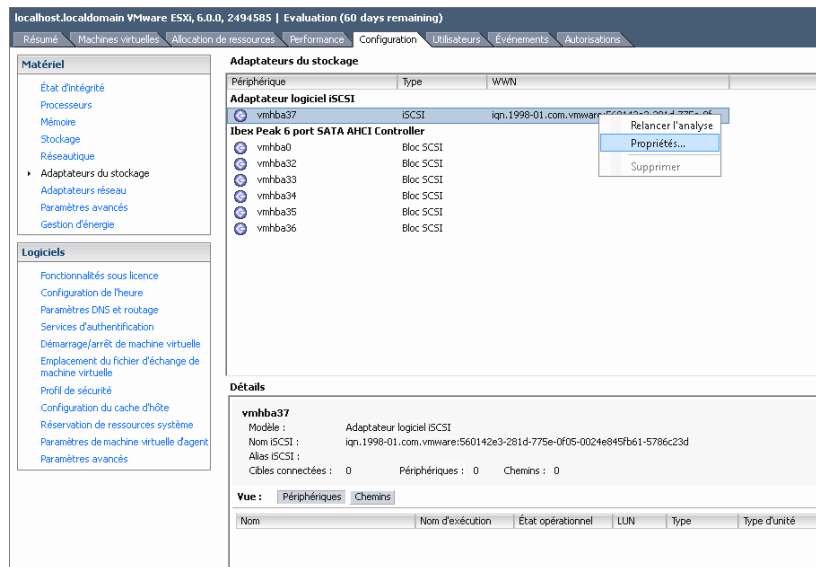 localhost.localdomain VMware ESXi, 6.0.0, 2494585 | Evaluation (60 days remaining)
Résumé Machines virtuelles Allocation de ressources Performance Configuration Utilisateurs Événements Autorisations
Matériel
État d'intégrité
Processeurs
Mémoire
Stockage
Réseautique
Adaptateurs du stockage
Adaptateurs réseau
Paramètres avancés
Gestion d'énergie
Logiciels
Fonctionnalités sous licence
Configuration de l'heure
Paramètres DNS et routage
Services d'authentification
Démarrage/arrêt de machine virtuelle
Emplacement du fichier d'échange de
machine virtuelle
Profil de sécurité
Configuration du cache d'hôte
Réservation de ressources système
Paramètres de machine virtuelle d'agent
Paramètres avancés
Adaptateurs du stockage
Périphérique Type WWN
Adaptateur logiciel iSCSI
vmhba37 iSCSI iqn.1998-01.com.vmware:560142e3-281d-775e-0f
Ibex Peak 6 port SATA AHCI Controller
vmhba0 Bloc SCSI
vmhba32 Bloc SCSI
vmhba33 Bloc SCSI
vmhba34 Bloc SCSI
vmhba35 Bloc SCSI
vmhba36 Bloc SCSI
Relancer l'analyse
Propriétés...
Supprimer
Détails
vmhba37
Modèle : Adaptateur logiciel iSCSI
Nom iSCSI : iqn.1998-01.com.vmware:560142e3-281d-775e-0f05-0024e845fb61-5786c23d
Alias iSCSI :
Cibles connectées : 0 Périphériques : 0 Chemins : 0
Vue : Périphériques Chemins
Nom Nom d'exécution État opérationnel LUN Type Type d'unité